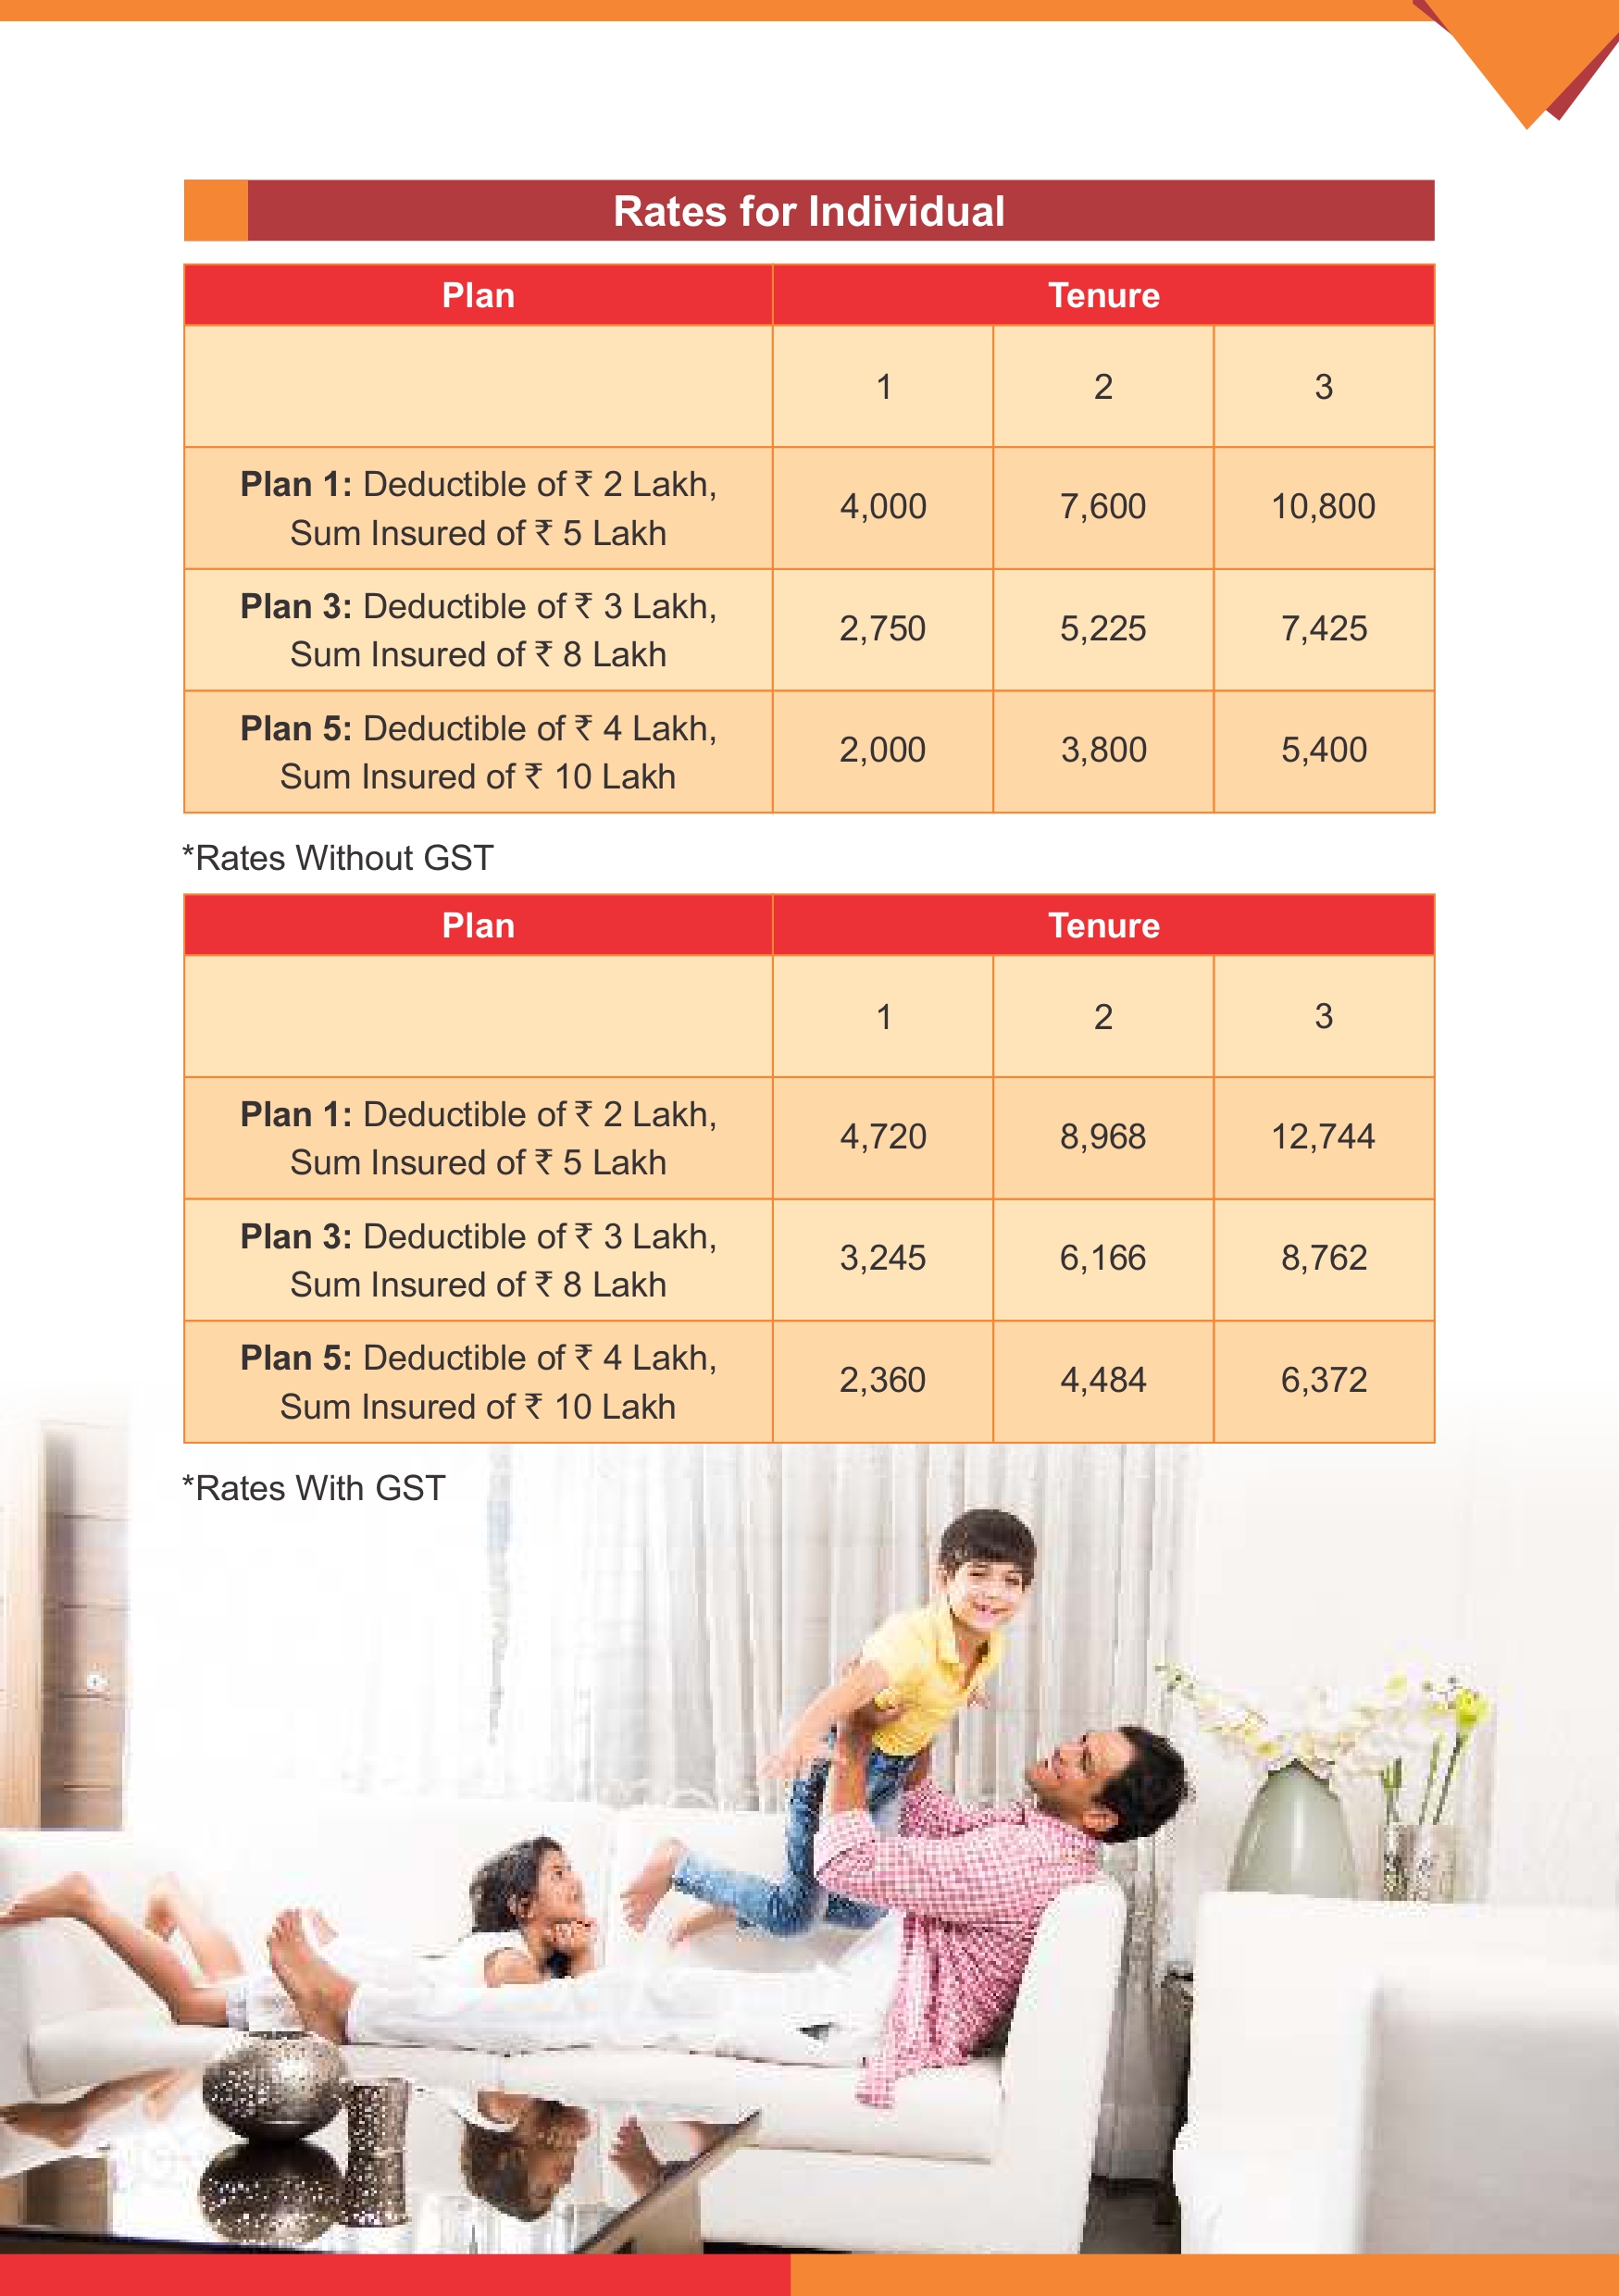 Rates for Individual
Plan Tenure
1 2 3
Plan 1: Deductible of ₹ 2 Lakh,
Sum Insured of ₹ 5 Lakh
4,000 7,600 10,800
Plan 3: Deductible of ₹ 3 Lakh,
Sum Insured of ₹ 8 Lakh
2,750 5,225 7,425
Plan 5: Deductible of ₹ 4 Lakh,
Sum Insured of ₹ 10 Lakh
2,000 3,800 5,400
*Rates Without GST
Plan Tenure
1 2 3
Plan 1: Deductible of ₹ 2 Lakh,
Sum Insured of ₹ 5 Lakh
4,720 8,968 12,744
Plan 3: Deductible of ₹ 3 Lakh,
Sum Insured of ₹ 8 Lakh
3,245 6,166 8,762
Plan 5: Deductible of ₹ 4 Lakh,
Sum Insured of ₹ 10 Lakh
2,360 4,484 6,372
*Rates With GST